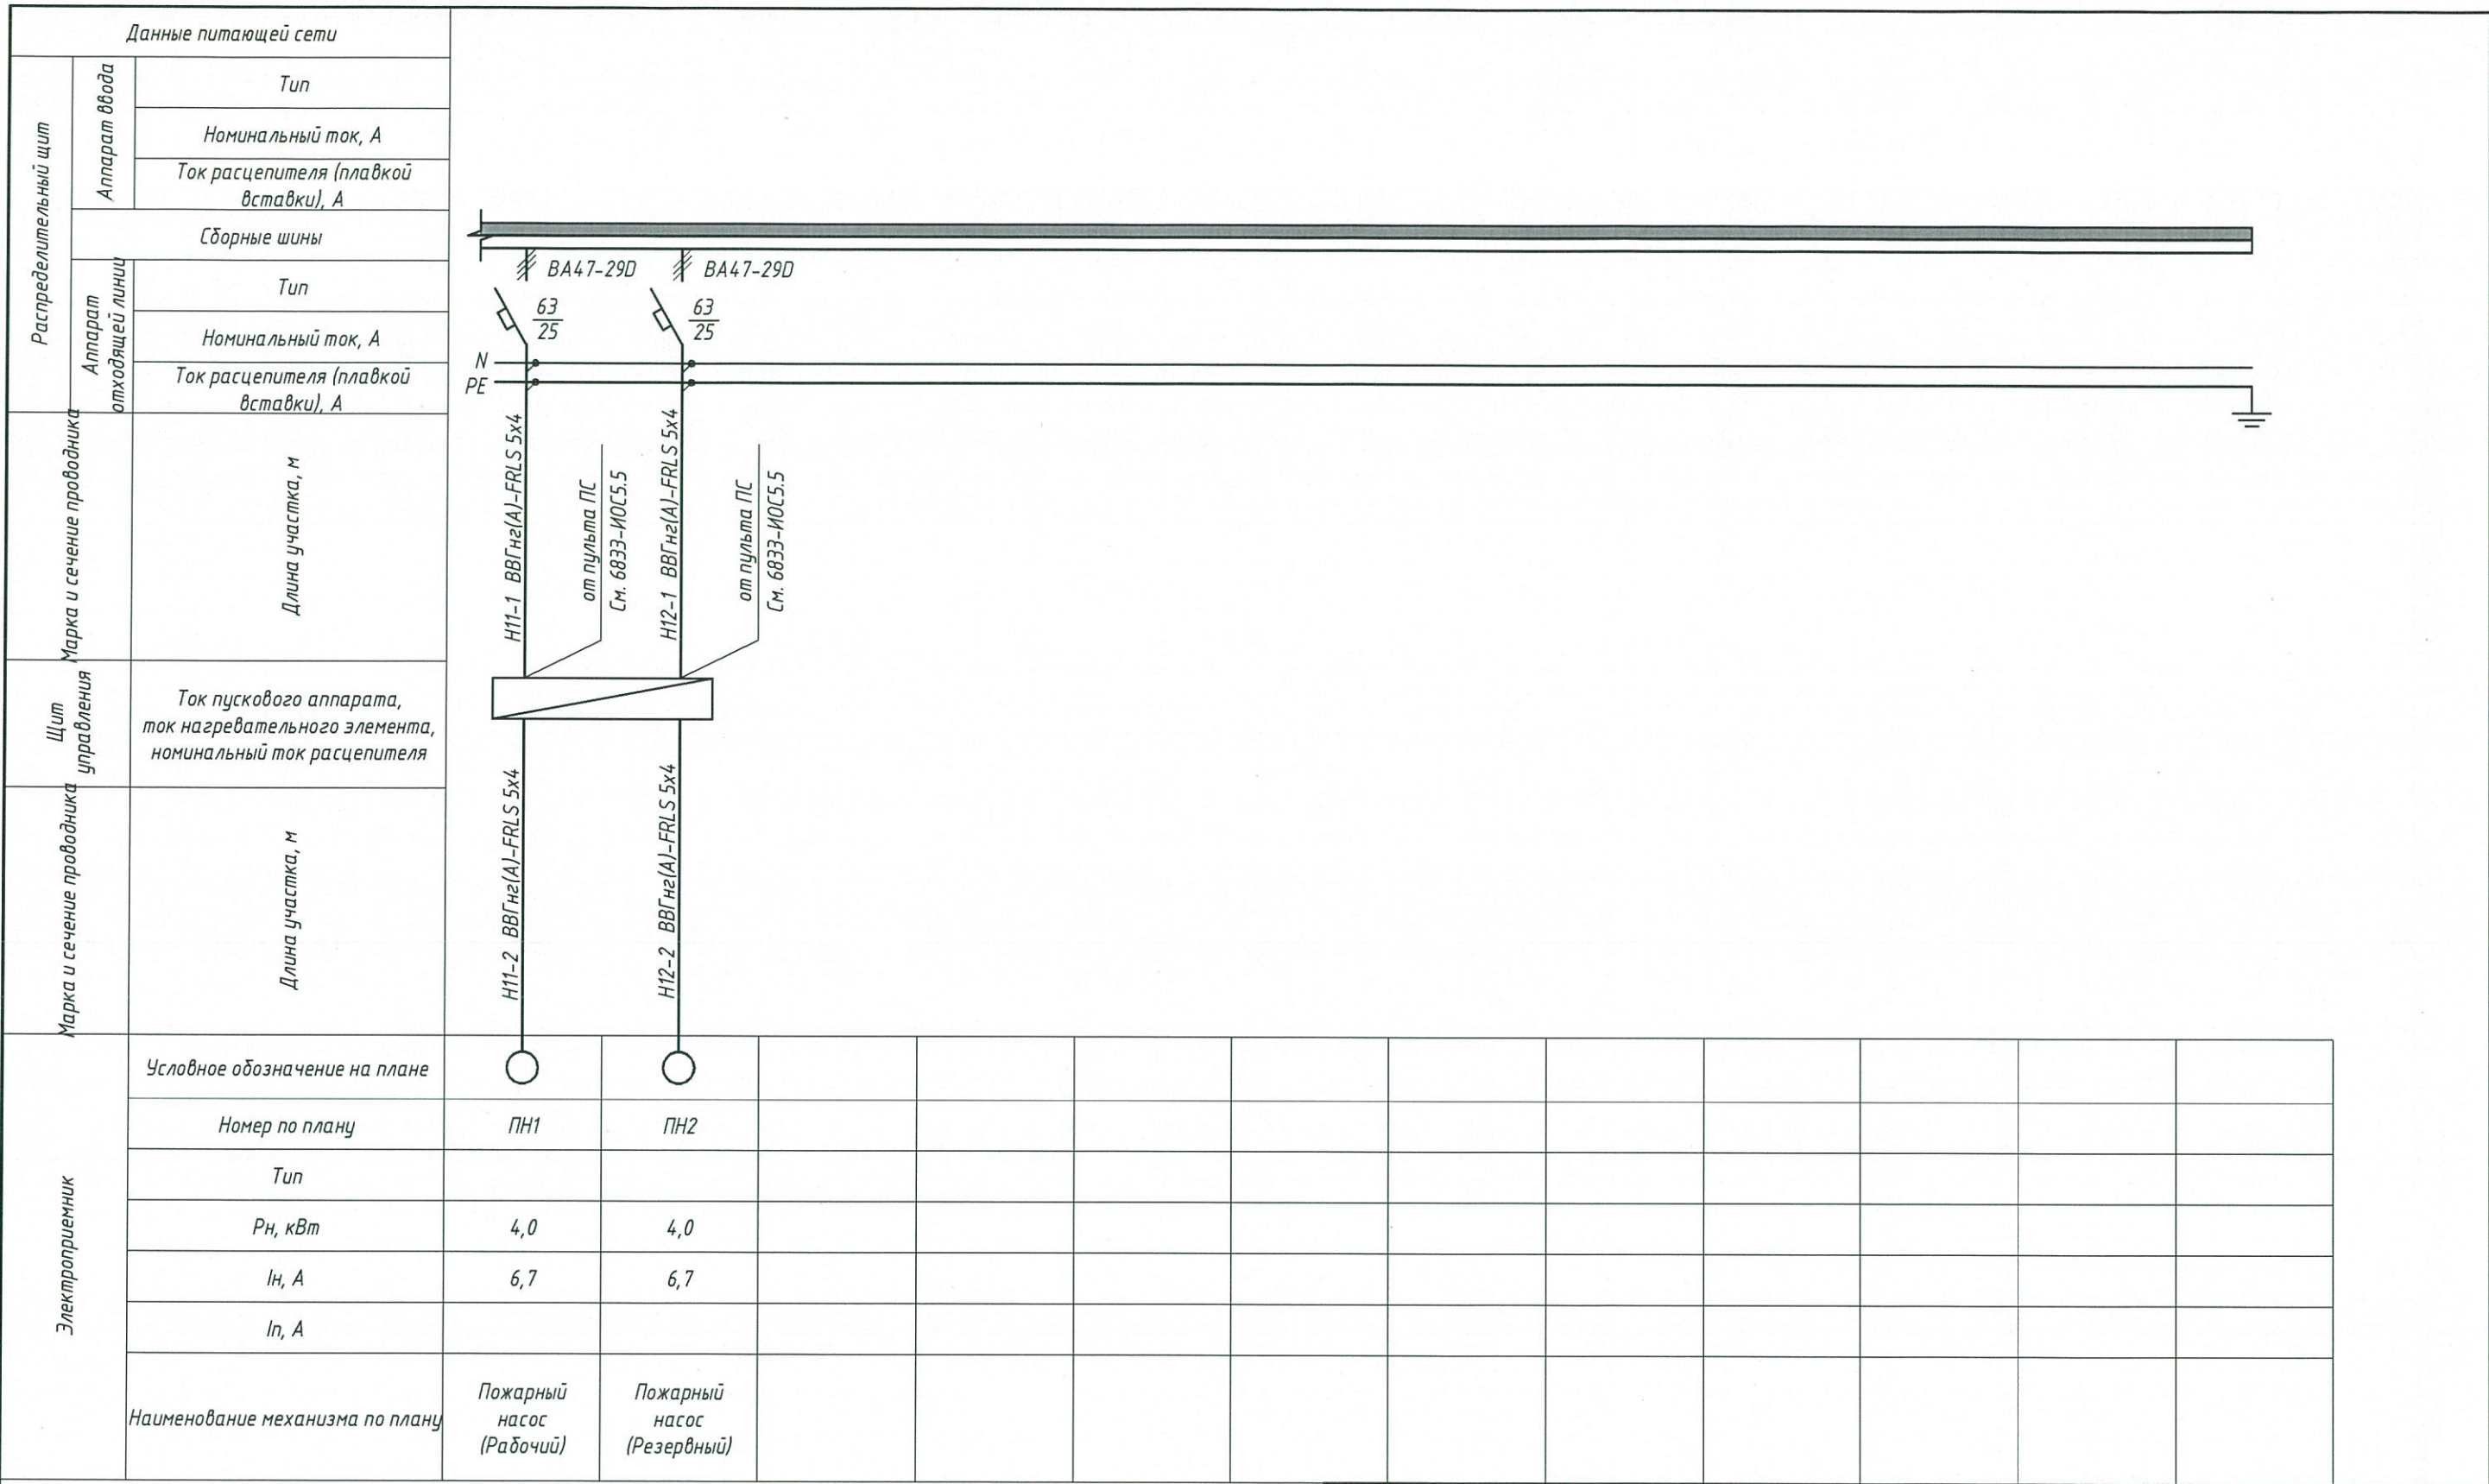 Данные питающей сети
Распределительный щит
Аппарат ввода
Тип
Номинальный ток, А
Ток расцепителя (плавкой
вставки), А
Сборные шины
Аппарат
отходящей линии
Тип
Номинальный ток, А
Ток расцепителя (плавкой
вставки), А
ВА47-29D
ВА47-29D
63
25
63
25
N
PE
Марка и сечение проводника
Длина участка, м
Н11-1 ВВГнг(А)-FRLS 5х4
от пульта ПС
См. 6833-ИОС5.5
Н12-1 ВВГнг(А)-FRLS 5х4
от пульта ПС
См. 6833-ИОС5.5
Щит
управления
Ток пускового аппарата,
ток нагревательного элемента,
номинальный ток расцепителя
Марка и сечение проводника
Длина участка, м
Н11-2 ВВГнг(А)-FRLS 5х4
Н12-2 ВВГнг(А)-FRLS 5х4
Электроприемник
Условное обозначение на плане
Номер по плану
ПН1
ПН2
Тип
Рн, кВт
4,0
4,0
Iн, А
6,7
6,7
Iп, А
Наименование механизма по плану
Пожарный
насос
(Рабочий)
Пожарный
насос
(Резервный)